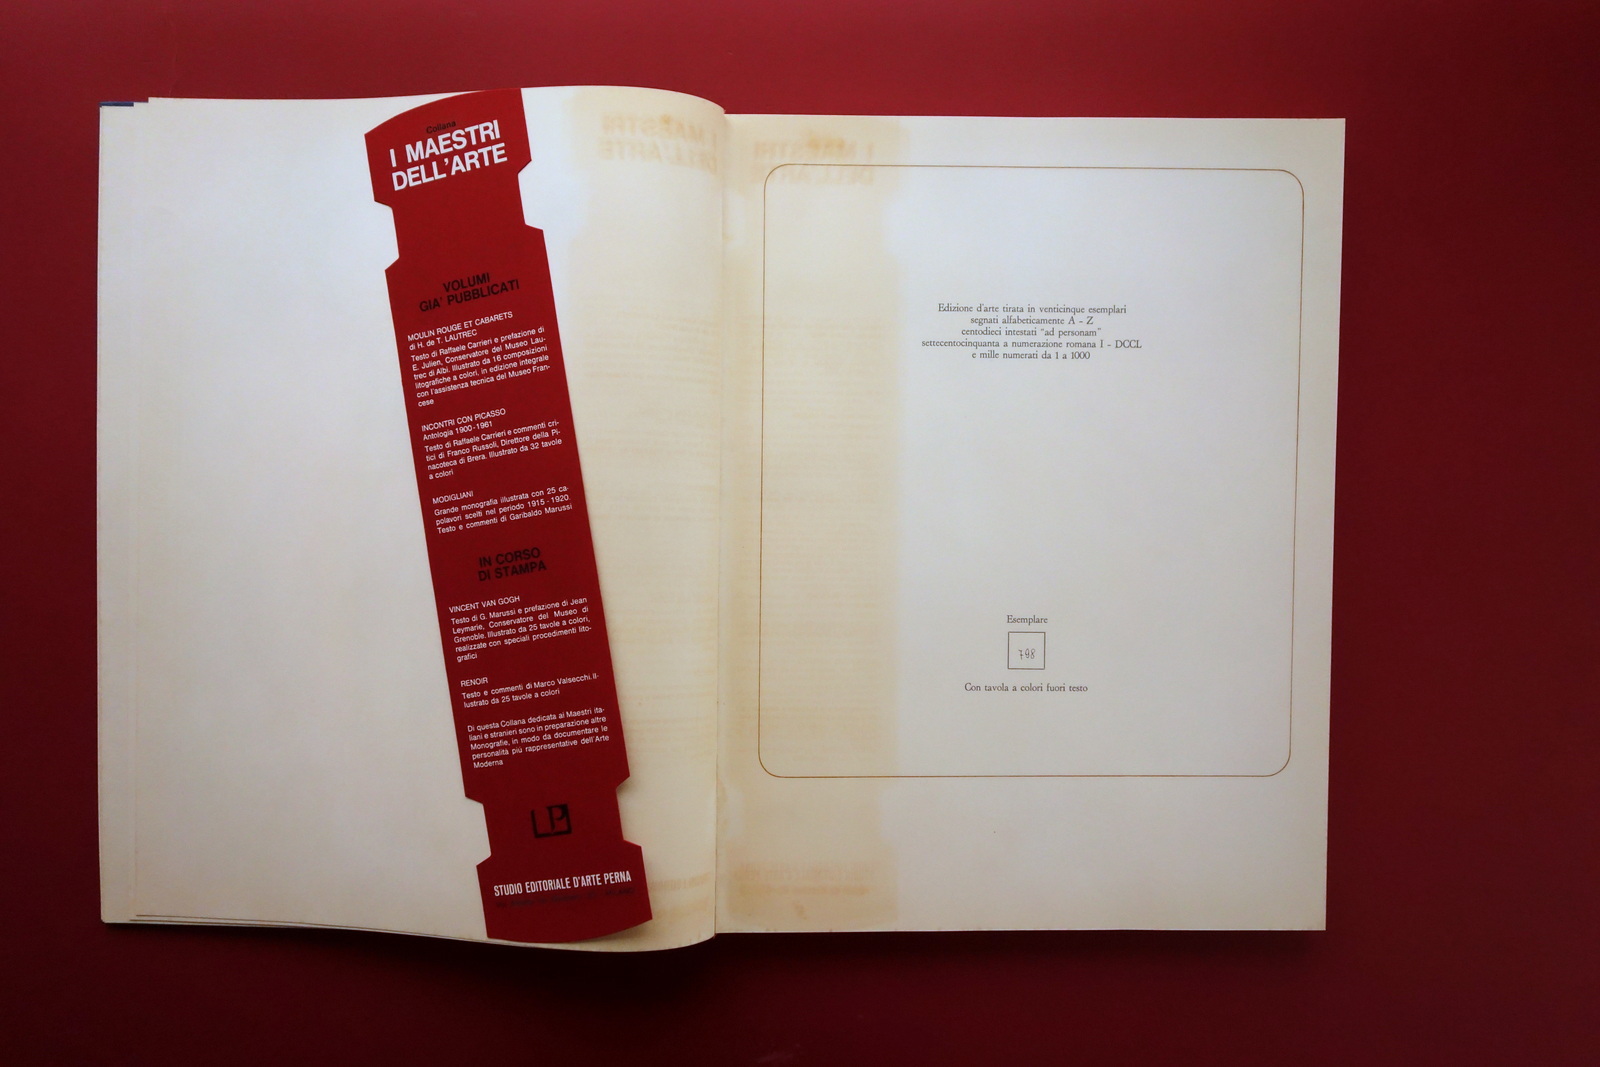 Collana
I MAESTRI
DELL'ARTE
VOLUMI
GIA' PUBBLICATI
MOULIN ROUGE ET CABARETS
di H. de T. LAUTREC
Testo di Raffaele Carrieri e prefazione di
E. Julien, Conservatore del Museo Lau-
trec di Albi. Illustrato da 16 composizioni
litografiche a colori, in edizione integrale
con l'assistenza tecnica del Museo Fran-
cese
INCONTRI CON PICASSO
Antologia 1900-1961
Testo di Raffaele Carrieri e commenti cri-
tici di Franco Russoli, Direttore della Pi-
nacoteca di Brera. Illustrato da 32 tavole
a colori
MODIGLIANI
Grande monografia illustrata con 25 ca-
polavori scelti nel periodo 1915-1920.
Testo e commenti di Garibaldo Marussi
IN CORSO
DI STAMPA
VINCENT VAN GOGH
Testo di G. Marussi e prefazione di Jean
Leymarie, Conservatore del Museo di
Grenoble. Illustrato da 25 tavole a colori,
realizzate con speciali procedimenti lito-
grafici
RENOIR
Testo e commenti di Marco Valsecchi. Il-
lustrato da 25 tavole a colori
Di questa Collana dedicata ai Maestri ita-
liani e stranieri sono in preparazione altre
Monografie, in modo da documentare le
personalità più rappresentative dell'Arte
Moderna
STUDIO EDITORIALE D'ARTE PERNA
Edizione d'arte tirata in venticinque esemplari
segnati alfabeticamente A - Z
centodieci intestati "ad personam"
settecentocinquanta a numerazione romana I - DCCL
e mille numerati da 1 a 1000
Esemplare
798
Con tavola a colori fuori testo